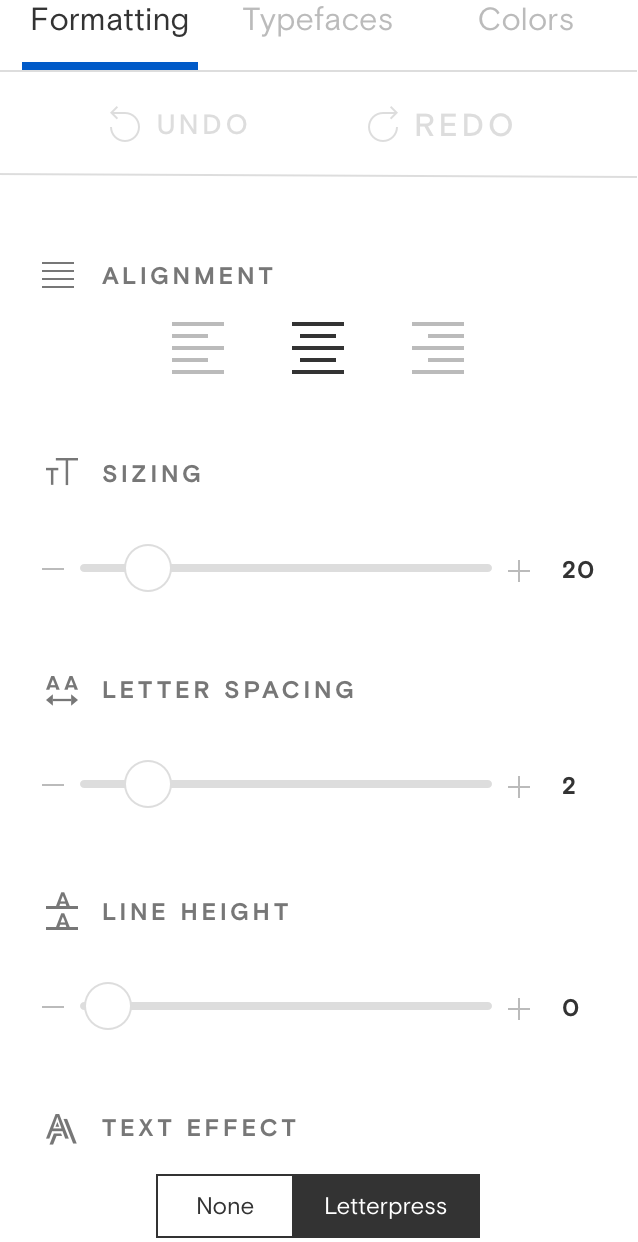 Formatting Typefaces Colors
UNDO REDO
ALIGNMENT
SIZING
20
LETTER SPACING
2
LINE HEIGHT
0
TEXT EFFECT
None Letterpress